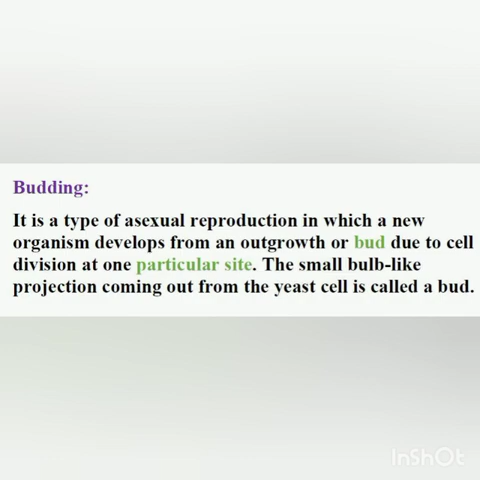 Budding:
It is a type of asexual reproduction in which a new
organism develops from an outgrowth or bud due to cell
division at one particular site. The small bulb-like
projection coming out from the yeast cell is called a bud.
InShOt